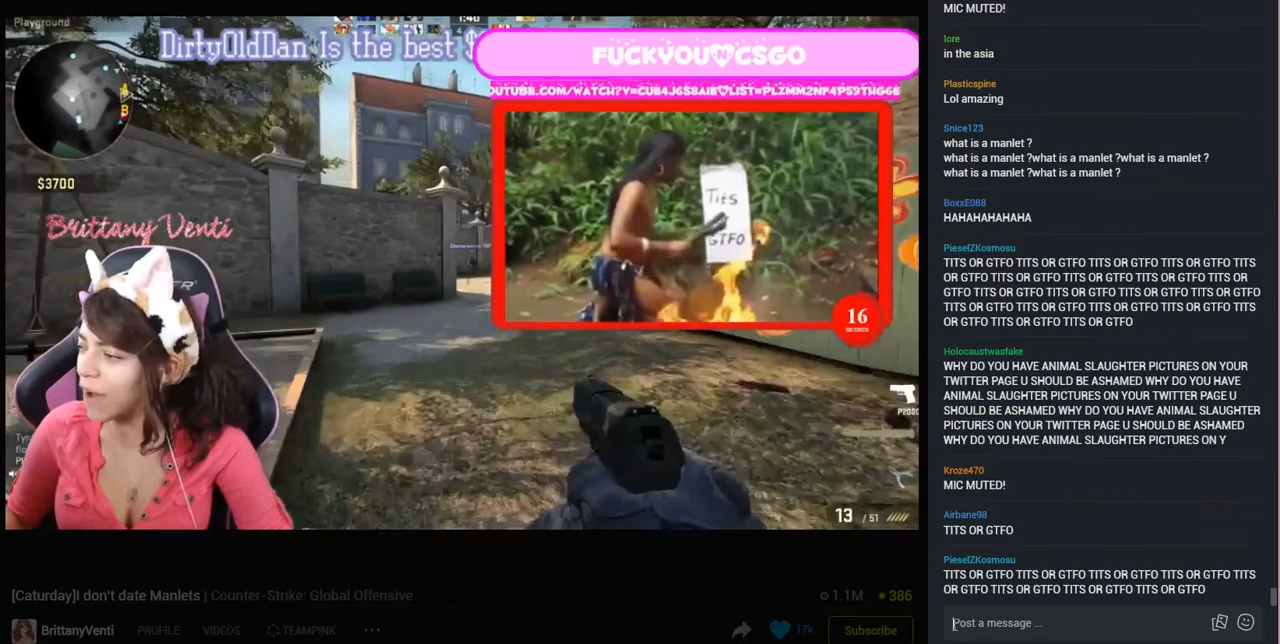 Playground
1:40
DirtyOldDan Is the best $
FUCKYOU N CSGO
OUTUBE.COM/WATCH?V=CUB4J6S8AIE
A
B
$3700
Brittany Venti
Tits
GTFO
16
SECONDS
P2000
13 / 51
[Caturday]I don't date Manlets | Counter-Strike: Global Offensive
1.1M 386
BrittanyVenti PROFILE VIDEOS TEAMPINK ... 17k Subscribe
MIC MUTED!
lore
in the asia
Plasticspine
Lol amazing
Snice123
what is a manlet ?
what is a manlet ?what is a manlet ?what is a manlet ?
what is a manlet ?what is a manlet ?
BoxxE088
HAHAHAHAHAHA
PieselZKosmosu
TITS OR GTFO TITS OR GTFO TITS OR GTFO TITS OR GTFO TITS
OR GTFO TITS OR GTFO TITS OR GTFO TITS OR GTFO TITS OR
GTFO TITS OR GTFO TITS OR GTFO TITS OR GTFO TITS OR GTFO
TITS OR GTFO TITS OR GTFO TITS OR GTFO TITS OR GTFO TITS
OR GTFO TITS OR GTFO TITS OR GTFO
Holocaustwasfake
WHY DO YOU HAVE ANIMAL SLAUGHTER PICTURES ON YOUR
TWITTER PAGE U SHOULD BE ASHAMED WHY DO YOU HAVE
ANIMAL SLAUGHTER PICTURES ON YOUR TWITTER PAGE U
SHOULD BE ASHAMED WHY DO YOU HAVE ANIMAL SLAUGHTER
PICTURES ON YOUR TWITTER PAGE U SHOULD BE ASHAMED
WHY DO YOU HAVE ANIMAL SLAUGHTER PICTURES ON Y
Kroze470
MIC MUTED!
Airbane98
TITS OR GTFO
PieselZKosmosu
TITS OR GTFO TITS OR GTFO TITS OR GTFO TITS OR GTFO TITS
OR GTFO TITS OR GTFO TITS OR GTFO TITS OR GTFO
Post a message ...